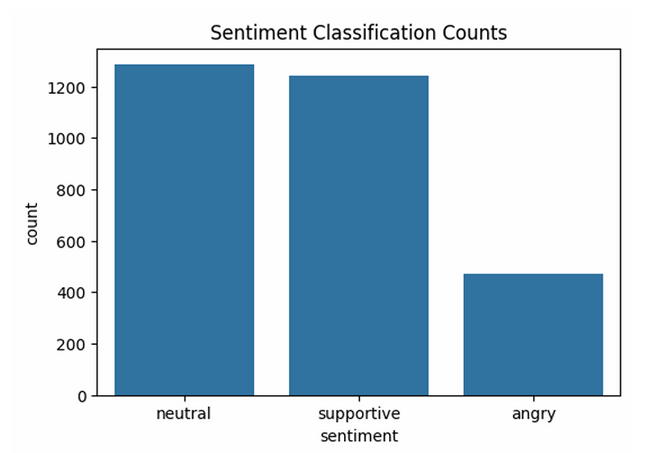 Sentiment Classification Counts
1200
1000
800
600
400
200
0
count
neutral supportive angry
sentiment